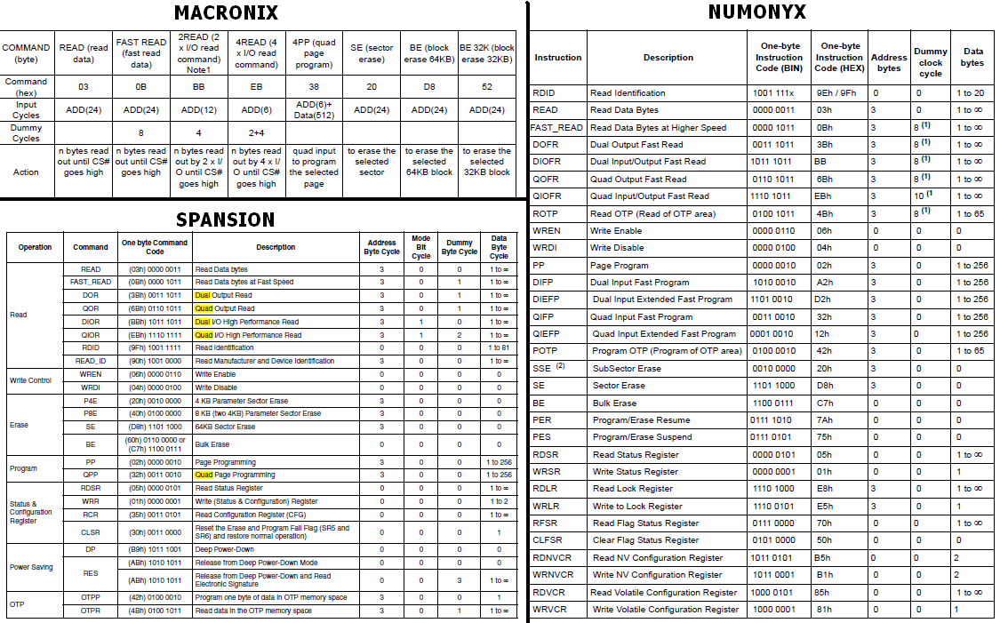 MACRONIX
COMMAND (byte) | READ (read data) | FAST READ (fast read data) | 2READ (2 x I/O read command) Note1 | 4READ (4 x I/O read command) | 4PP (quad page program) | SE (sector erase) | BE (block erase 64KB) | BE 32K (block erase 32KB)
Command (hex) | 03 | 0B | BB | EB | 38 | 20 | D8 | 52
Input Cycles | ADD(24) | ADD(24) | ADD(12) | ADD(6) | ADD(6)+ Data(512) | ADD(24) | ADD(24) | ADD(24)
Dummy Cycles | | 8 | 4 | 2+4 | | | |
Action | n bytes read out until CS# goes high | n bytes read out until CS# goes high | n bytes read out by 2 x I/O until CS# goes high | n bytes read out by 4 x I/O until CS# goes high | quad input to program the selected page | to erase the selected sector | to erase the selected 64KB block | to erase the selected 32KB block
SPANSION
Operation | Command | One byte Command Code | Description | Address Byte Cycle | Mode Bit Cycle | Dummy Byte Cycle | Data Byte Cycle
Read | READ | (03h) 0000 0011 | Read Data bytes | 3 | 0 | 0 | 1 to ∞
FAST_READ | (0Bh) 0000 1011 | Read Data bytes at Fast Speed | 3 | 0 | 1 | 1 to ∞
DOR | (3Bh) 0011 1011 | Dual Output Read | 3 | 0 | 1 | 1 to ∞
QOR | (6Bh) 0110 1011 | Quad Output Read | 3 | 0 | 1 | 1 to ∞
DIOR | (BBh) 1011 1011 | Dual I/O High Performance Read | 3 | 1 | 0 | 1 to ∞
QIOR | (EBh) 1110 1111 | Quad I/O High Performance Read | 3 | 1 | 2 | 1 to ∞
RDID | (9Fh) 1001 1111 | Read Identification | 0 | 0 | 0 | 1 to 81
READ_ID | (90h) 1001 0000 | Read Manufacturer and Device Identification | 3 | 0 | 0 | 1 to ∞
Write Control | WREN | (06h) 0000 0110 | Write Enable | 0 | 0 | 0 | 0
WRDI | (04h) 0000 0100 | Write Disable | 0 | 0 | 0 | 0
Erase | P4E | (20h) 0010 0000 | 4 KB Parameter Sector Erase | 3 | 0 | 0 | 0
P8E | (40h) 0100 0000 | 8 KB (two 4KB) Parameter Sector Erase | 3 | 0 | 0 | 0
SE | (D8h) 1101 1000 | 64KB Sector Erase | 3 | 0 | 0 | 0
BE | (60h) 0110 0000 or (C7h) 1100 0111 | Bulk Erase | 0 | 0 | 0 | 0
Program | PP | (02h) 0000 0010 | Page Programming | 3 | 0 | 0 | 1 to 256
QPP | (32h) 0011 0010 | Quad Page Programming | 3 | 0 | 0 | 1 to 256
Status & Configuration Register | RDSR | (05h) 0000 0101 | Read Status Register | 0 | 0 | 0 | 1 to ∞
WRR | (01h) 0000 0001 | Write (Status & Configuration) Register | 0 | 0 | 0 | 1 to 2
RCR | (35h) 0011 0101 | Read Configuration Register (CFG) | 0 | 0 | 0 | 1 to ∞
CLSR | (30h) 0011 0000 | Reset the Erase and Program Fail Flag (SR5 and SR6) and restore normal operation) | 0 | 0 | 0 | 1
Power Saving | DP | (B9h) 1011 1001 | Deep Power-Down | 0 | 0 | 0 | 0
RES | (ABh) 1010 1011 | Release from Deep Power-Down Mode | 0 | 0 | 0 | 0
(ABh) 1010 1011 | Release from Deep Power-Down and Read Electronic Signature | 0 | 0 | 3 | 1 to ∞
OTP | OTPP | (42h) 0100 0010 | Program one byte of data in OTP memory space | 3 | 0 | 0 | 1
OTPR | (4Bh) 0100 1011 | Read data in the OTP memory space | 3 | 0 | 1 | 1 to ∞
NUMONYX
Instruction | Description | One-byte Instruction Code (BIN) | One-byte Instruction Code (HEX) | Address bytes | Dummy clock cycle | Data bytes
RDID | Read Identification | 1001 111x | 9Eh / 9Fh | 0 | 0 | 1 to 20
READ | Read Data Bytes | 0000 0011 | 03h | 3 | 0 | 1 to ∞
FAST_READ | Read Data Bytes at Higher Speed | 0000 1011 | 0Bh | 3 | 8 (1) | 1 to ∞
DOFR | Dual Output Fast Read | 0011 1011 | 3Bh | 3 | 8 (1) | 1 to ∞
DIOFR | Dual Input/Output Fast Read | 1011 1011 | BB | 3 | 8 (1) | 1 to ∞
QOFR | Quad Output Fast Read | 0110 1011 | 6Bh | 3 | 8 (1) | 1 to ∞
QIOFR | Quad Input/Output Fast Read | 1110 1011 | EBh | 3 | 10 (1 | 1 to ∞
ROTP | Read OTP (Read of OTP area) | 0100 1011 | 4Bh | 3 | 8 (1) | 1 to 65
WREN | Write Enable | 0000 0110 | 06h | 0 | 0 | 0
WRDI | Write Disable | 0000 0100 | 04h | 0 | 0 | 0
PP | Page Program | 0000 0010 | 02h | 3 | 0 | 1 to 256
DIFP | Dual Input Fast Program | 1010 0010 | A2h | 3 | 0 | 1 to 256
DIEFP | Dual Input Extended Fast Program | 1101 0010 | D2h | 3 | 0 | 1 to 256
QIFP | Quad Input Fast Program | 0011 0010 | 32h | 3 | 0 | 1 to 256
QIEFP | Quad Input Extended Fast Program | 0001 0010 | 12h | 3 | 0 | 1 to 256
POTP | Program OTP (Program of OTP area) | 0100 0010 | 42h | 3 | 0 | 1 to 65
SSE (2) | SubSector Erase | 0010 0000 | 20h | 3 | 0 | 0
SE | Sector Erase | 1101 1000 | D8h | 3 | 0 | 0
BE | Bulk Erase | 1100 0111 | C7h | 0 | 0 | 0
PER | Program/Erase Resume | 0111 1010 | 7Ah | 0 | 0 | 0
PES | Program/Erase Suspend | 0111 0101 | 75h | 0 | 0 | 0
RDSR | Read Status Register | 0000 0101 | 05h | 0 | 0 | 1 to ∞
WRSR | Write Status Register | 0000 0001 | 01h | 0 | 0 | 1
RDLR | Read Lock Register | 1110 1000 | E8h | 3 | 0 | 1 to ∞
WRLR | Write to Lock Register | 1110 0101 | E5h | 3 | 0 | 1
RFSR | Read Flag Status Register | 0111 0000 | 70h | 0 | 0 | 1 to ∞
CLFSR | Clear Flag Status Register | 0101 0000 | 50h | 0 | 0 | 0
RDNVCR | Read NV Configuration Register | 1011 0101 | B5h | 0 | 0 | 2
WRNVCR | Write NV Configuration Register | 1011 0001 | B1h | 0 | 0 | 2
RDVCR | Read Volatile Configuration Register | 1000 0101 | 85h | 0 | 0 | 1 to ∞
WRVCR | Write Volatile Configuration Register | 1000 0001 | 81h | 0 | 0 | 1